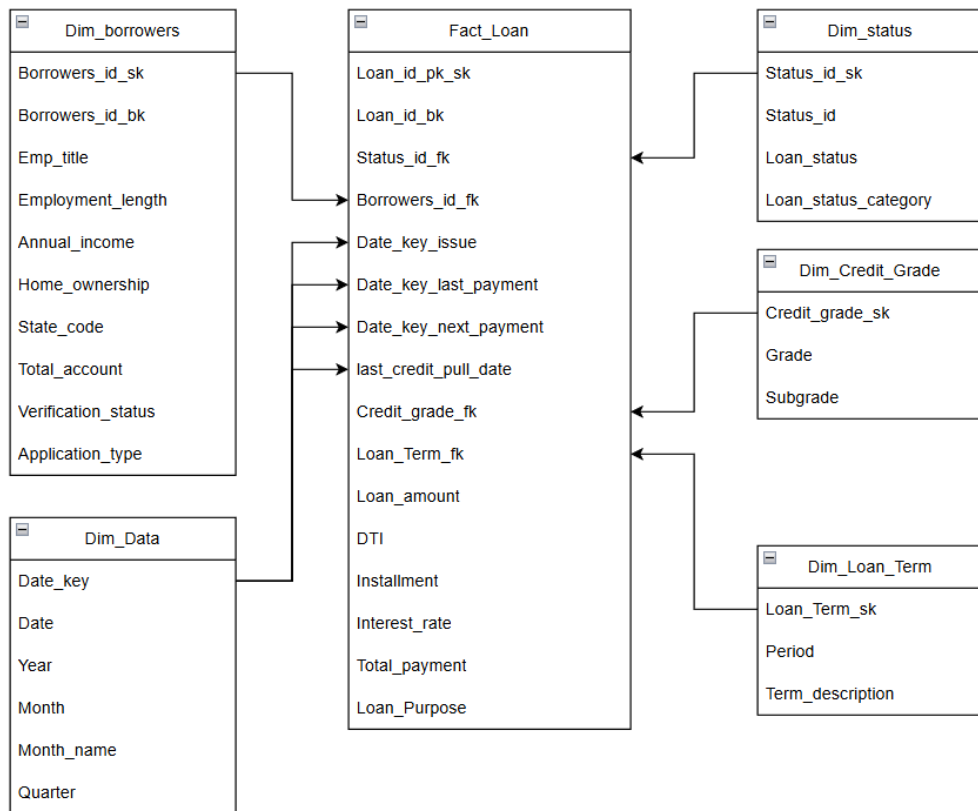 Dim_borrowers
Borrowers_id_sk
Borrowers_id_bk
Emp_title
Employment_length
Annual_income
Home_ownership
State_code
Total_account
Verification_status
Application_type
Dim_Data
Date_key
Date
Year
Month
Month_name
Quarter
Fact_Loan
Loan_id_pk_sk
Loan_id_bk
Status_id_fk
Borrowers_id_fk
Date_key_issue
Date_key_last_payment
Date_key_next_payment
last_credit_pull_date
Credit_grade_fk
Loan_Term_fk
Loan_amount
DTI
Installment
Interest_rate
Total_payment
Loan_Purpose
Dim_status
Status_id_sk
Status_id
Loan_status
Loan_status_category
Dim_Credit_Grade
Credit_grade_sk
Grade
Subgrade
Dim_Loan_Term
Loan_Term_sk
Period
Term_description